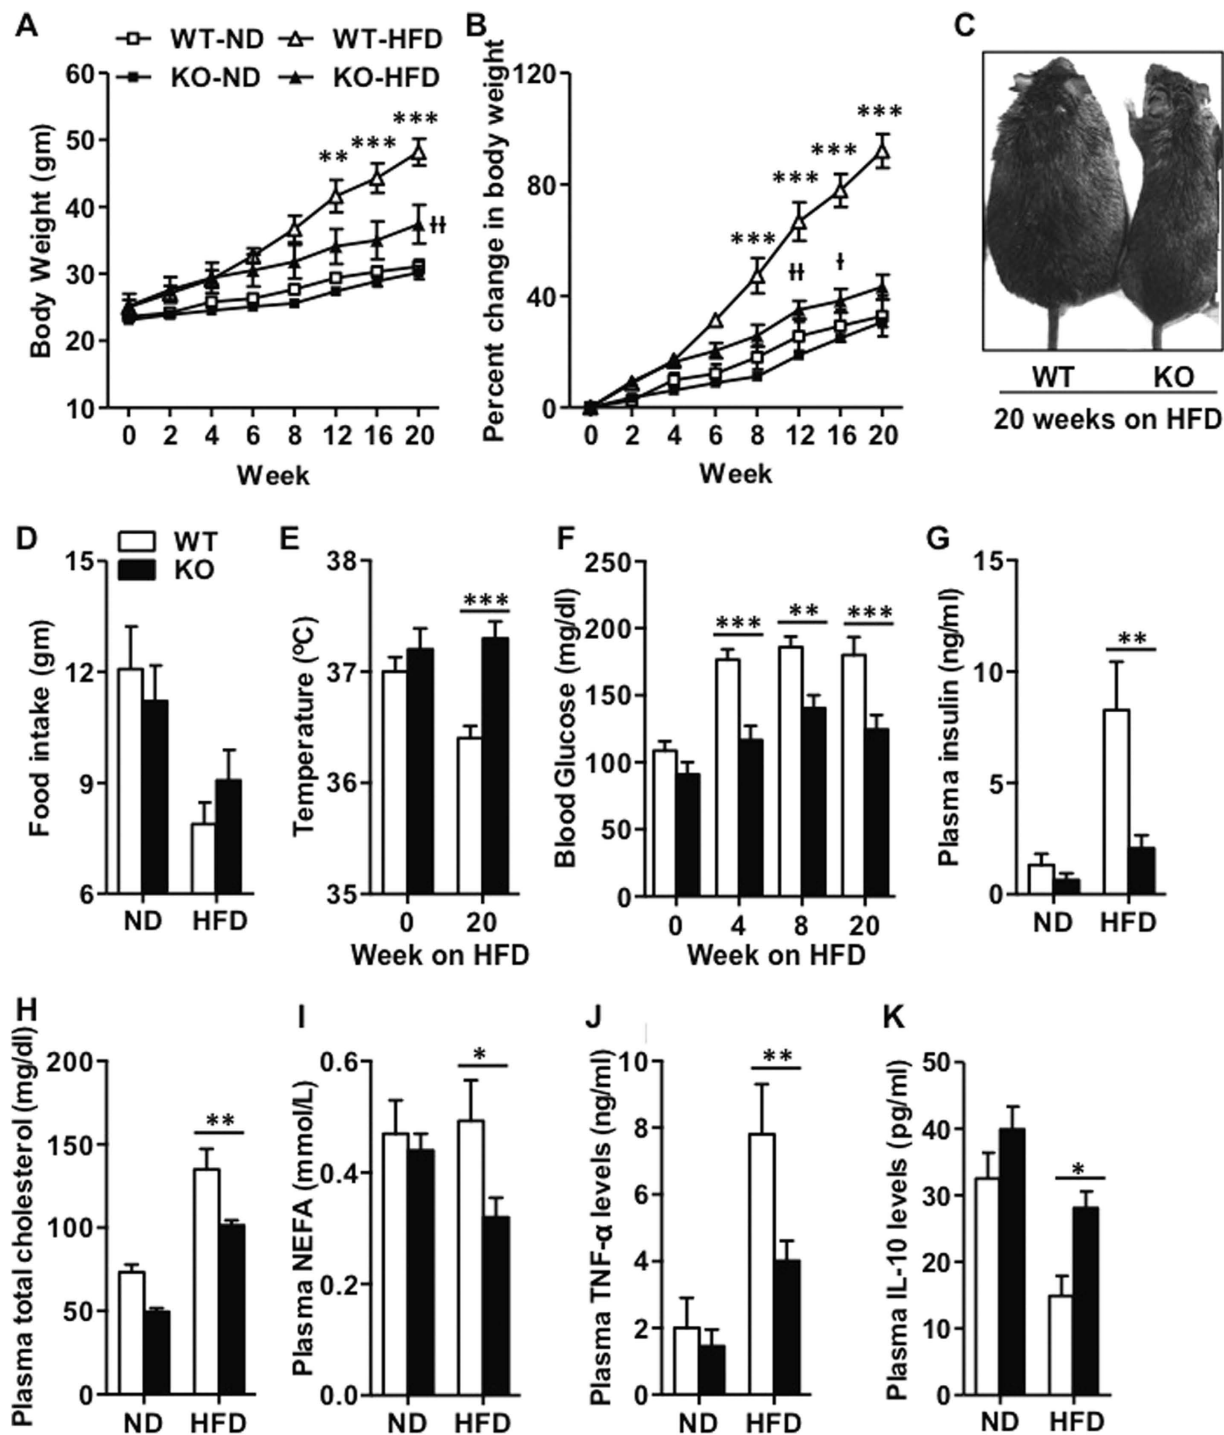 A
WT-ND
WT-HFD
KO-ND
KO-HFD
Body Weight (gm)
60
50
40
30
20
10
** *** ***
ǂǂ
0 2 4 6 8 12 16 20
Week
B
Percent change in body weight
120
80
40
0
*** *** *** ***
ǂǂ ƚ
0 2 4 6 8 12 16 20
Week
C
WT KO
20 weeks on HFD
D
WT
KO
Food intake (gm)
15
12
9
6
ND HFD
E
Temperature (ºC)
38
37
36
35
***
0 20
Week on HFD
F
Blood Glucose (mg/dl)
250
200
150
100
50
0
*** ** ***
0 4 8 20
Week on HFD
G
Plasma insulin (ng/ml)
15
10
5
0
**
ND HFD
H
Plasma total cholesterol (mg/dl)
200
150
100
50
0
**
ND HFD
I
Plasma NEFA (mmol/L)
0.6
0.4
0.2
0.0
*
ND HFD
J
Plasma TNF-α levels (ng/ml)
10
8
6
4
2
0
**
ND HFD
K
Plasma IL-10 levels (pg/ml)
50
40
30
20
10
0
*
ND HFD